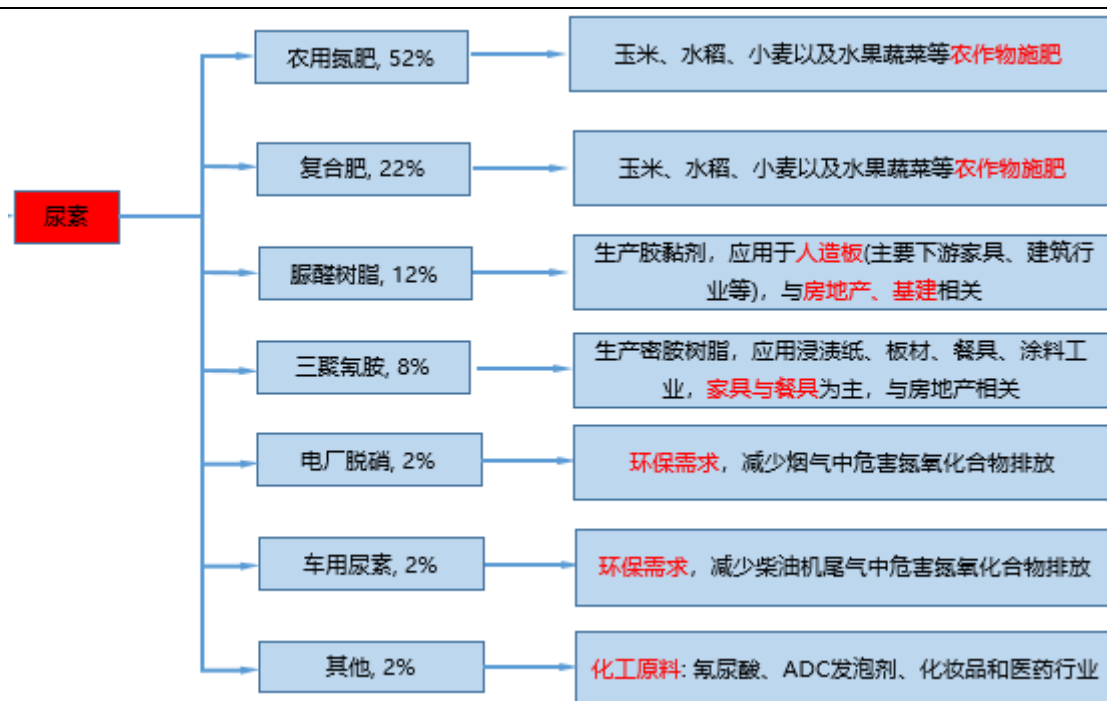 农用氮肥, 52%
玉米、水稻、小麦以及水果蔬菜等农作物施肥
复合肥, 22%
玉米、水稻、小麦以及水果蔬菜等农作物施肥
尿素
脲醛树脂, 12%
生产胶黏剂，应用于人造板(主要下游家具、建筑行
业等)，与房地产、基建相关
三聚氰胺, 8%
生产密胺树脂，应用浸渍纸、板材、餐具、涂料工
业，家具与餐具为主，与房地产相关
电厂脱硝, 2%
环保需求，减少烟气中危害氮氧化合物排放
车用尿素, 2%
环保需求，减少柴油机尾气中危害氮氧化合物排放
其他, 2%
化工原料: 氰尿酸、ADC发泡剂、化妆品和医药行业